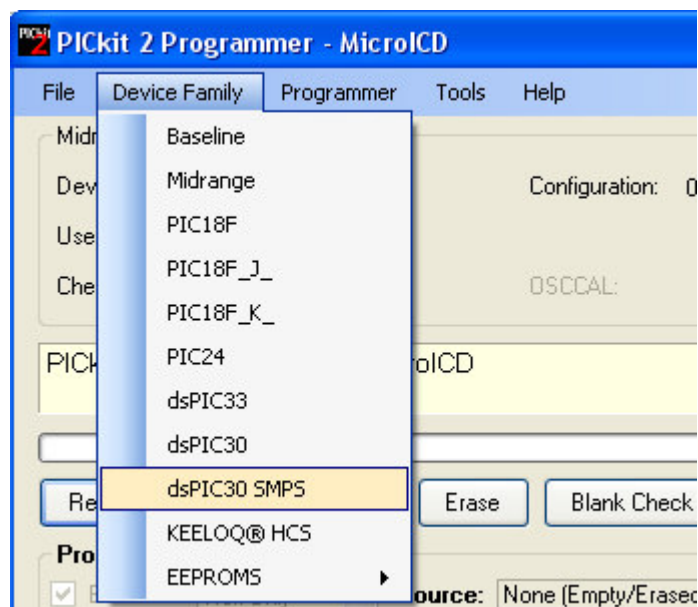 PICkit 2 Programmer - MicroICD
File Device Family Programmer Tools Help
Baseline
Midrange
Configuration:
PIC18F
PIC18F_J_
OSCCAL:
PIC18F_K_
PIC24
dsPIC33
dsPIC30
dsPIC30 SMPS
Erase Blank Check
KEELOQ® HCS
EEPROMS
None (Empty/Erased